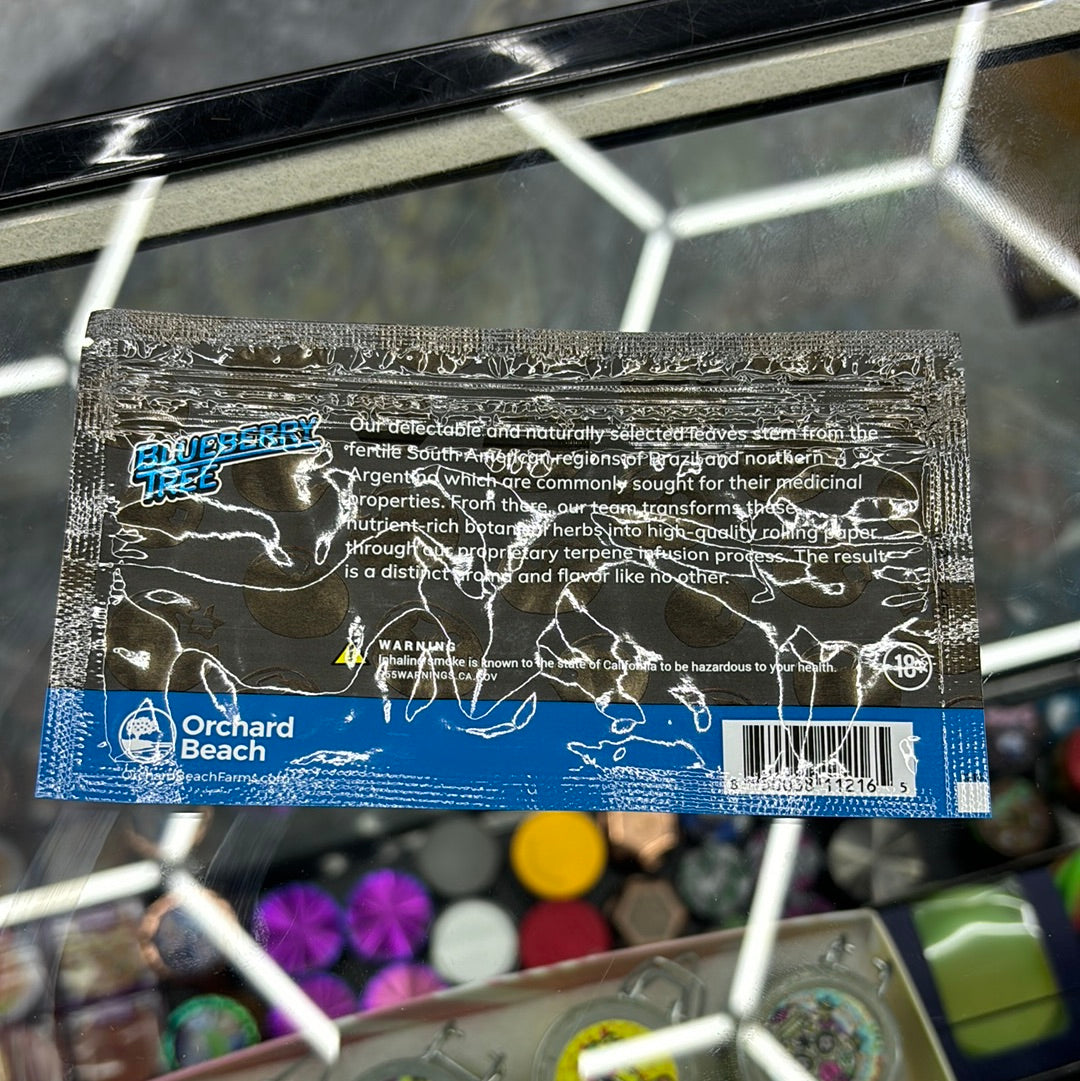 BLUEBERRY
TREE
Our delectable and naturally selected leaves stem from the
fertile South American regions of Brazil and northern
Argentina which are commonly sought for their medicinal
properties. From there, our team transforms these
nutrient-rich botanical herbs into high-quality rolling paper
through our proprietary terpene infusion process. The result
is a distinct aroma and flavor like no other.
WARNING
Inhaling smoke is known to the state of California to be hazardous to your health.
P65WARNINGS.CA.GOV
18+
Orchard
Beach
OrchardBeachFarms.com
8 11216 5